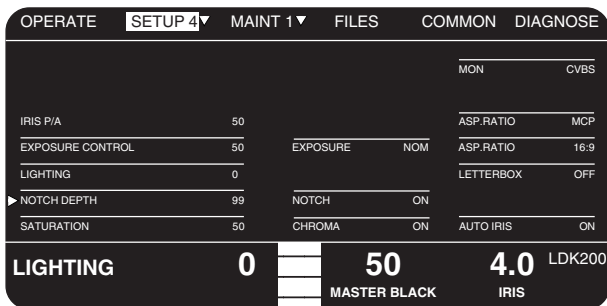 OPERATE SETUP 4▼ MAINT 1▼ FILES COMMON DIAGNOSE
MON CVBS
IRIS P/A 50 ASP.RATIO MCP
EXPOSURE CONTROL 50 EXPOSURE NOM ASP.RATIO 16:9
LIGHTING 0 LETTERBOX OFF
▶NOTCH DEPTH 99 NOTCH ON
SATURATION 50 CHROMA ON AUTO IRIS ON
LIGHTING 0 50 4.0 LDK200
MASTER BLACK IRIS